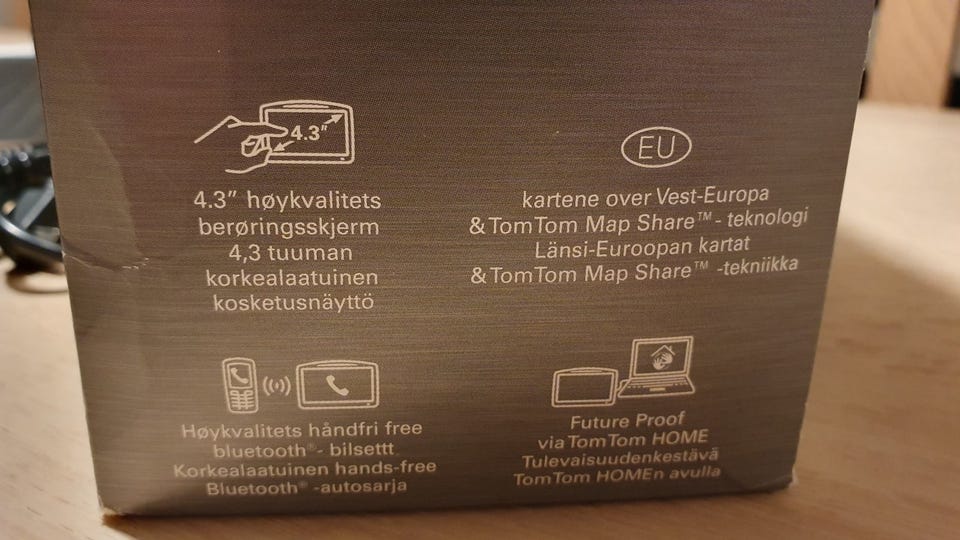 4.3"
4.3” høykvalitets
berøringsskjerm
4,3 tuuman
korkealaatuinen
kosketusnäyttö
EU
kartene over Vest-Europa
& TomTom Map Share™- teknologi
Länsi-Euroopan kartat
& TomTom Map Share™ -tekniikka
Høykvalitets håndfri free
bluetooth®- bilsettt
Korkealaatuinen hands-free
Bluetooth® -autosarja
Future Proof
via TomTom HOME
Tulevaisuudenkestävä
TomTom HOMEn avulla